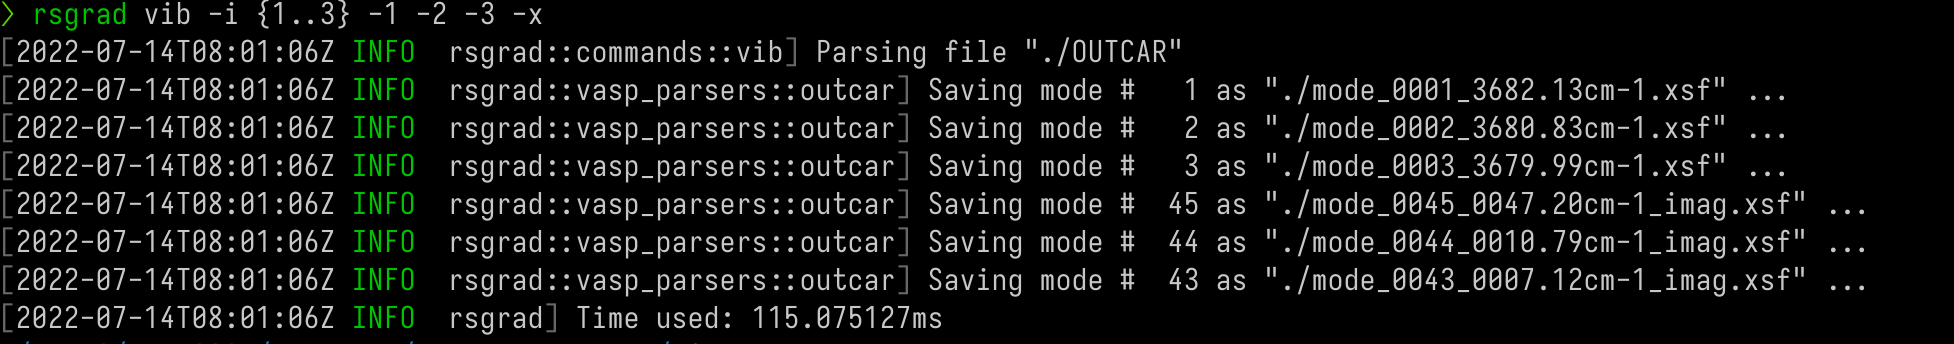 ❯ rsgrad vib -i {1..3} -1 -2 -3 -x
[2022-07-14T08:01:06Z INFO  rsgrad::commands::vib] Parsing file "./OUTCAR"
[2022-07-14T08:01:06Z INFO  rsgrad::vasp_parsers::outcar] Saving mode #   1 as "./mode_0001_3682.13cm-1.xsf" ...
[2022-07-14T08:01:06Z INFO  rsgrad::vasp_parsers::outcar] Saving mode #   2 as "./mode_0002_3680.83cm-1.xsf" ...
[2022-07-14T08:01:06Z INFO  rsgrad::vasp_parsers::outcar] Saving mode #   3 as "./mode_0003_3679.99cm-1.xsf" ...
[2022-07-14T08:01:06Z INFO  rsgrad::vasp_parsers::outcar] Saving mode #  45 as "./mode_0045_0047.20cm-1_imag.xsf" ...
[2022-07-14T08:01:06Z INFO  rsgrad::vasp_parsers::outcar] Saving mode #  44 as "./mode_0044_0010.79cm-1_imag.xsf" ...
[2022-07-14T08:01:06Z INFO  rsgrad::vasp_parsers::outcar] Saving mode #  43 as "./mode_0043_0007.12cm-1_imag.xsf" ...
[2022-07-14T08:01:06Z INFO  rsgrad] Time used: 115.075127ms